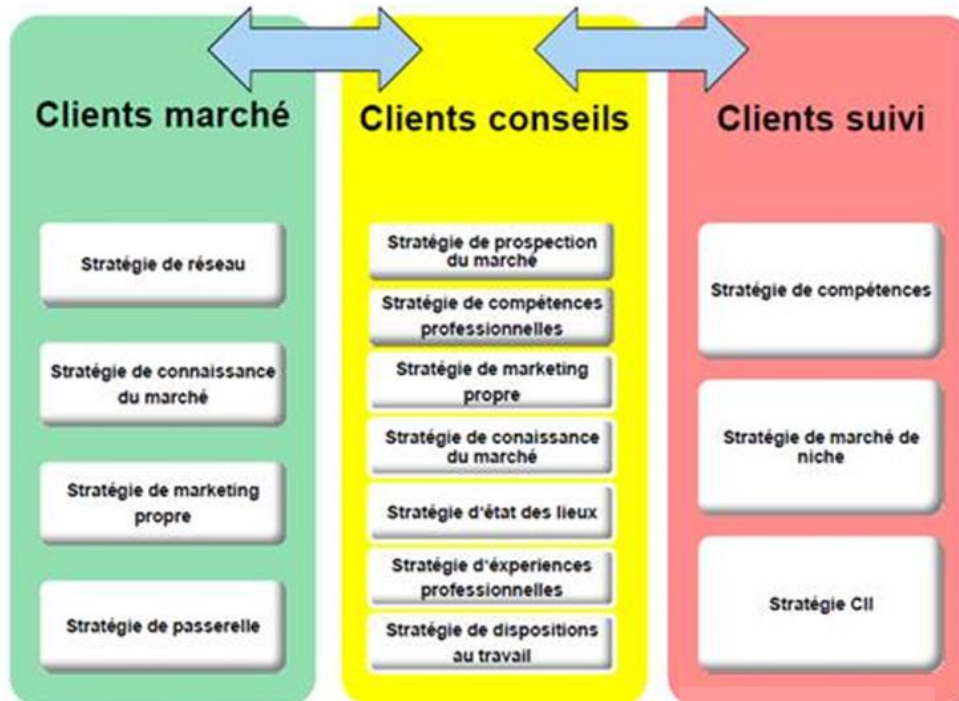 Clients marché
Stratégie de réseau
Stratégie de connaissance
du marché
Stratégie de marketing
propre
Stratégie de passerelle
Clients conseils
Stratégie de prospection
du marché
Stratégie de compétences
professionnelles
Stratégie de marketing
propre
Stratégie de conaissance
du marché
Stratégie d'état des lieux
Stratégie d'éxperiences
professionnelles
Stratégie de dispositions
au travail
Clients suivi
Stratégie de compétences
Stratégie de marché de
niche
Stratégie CII